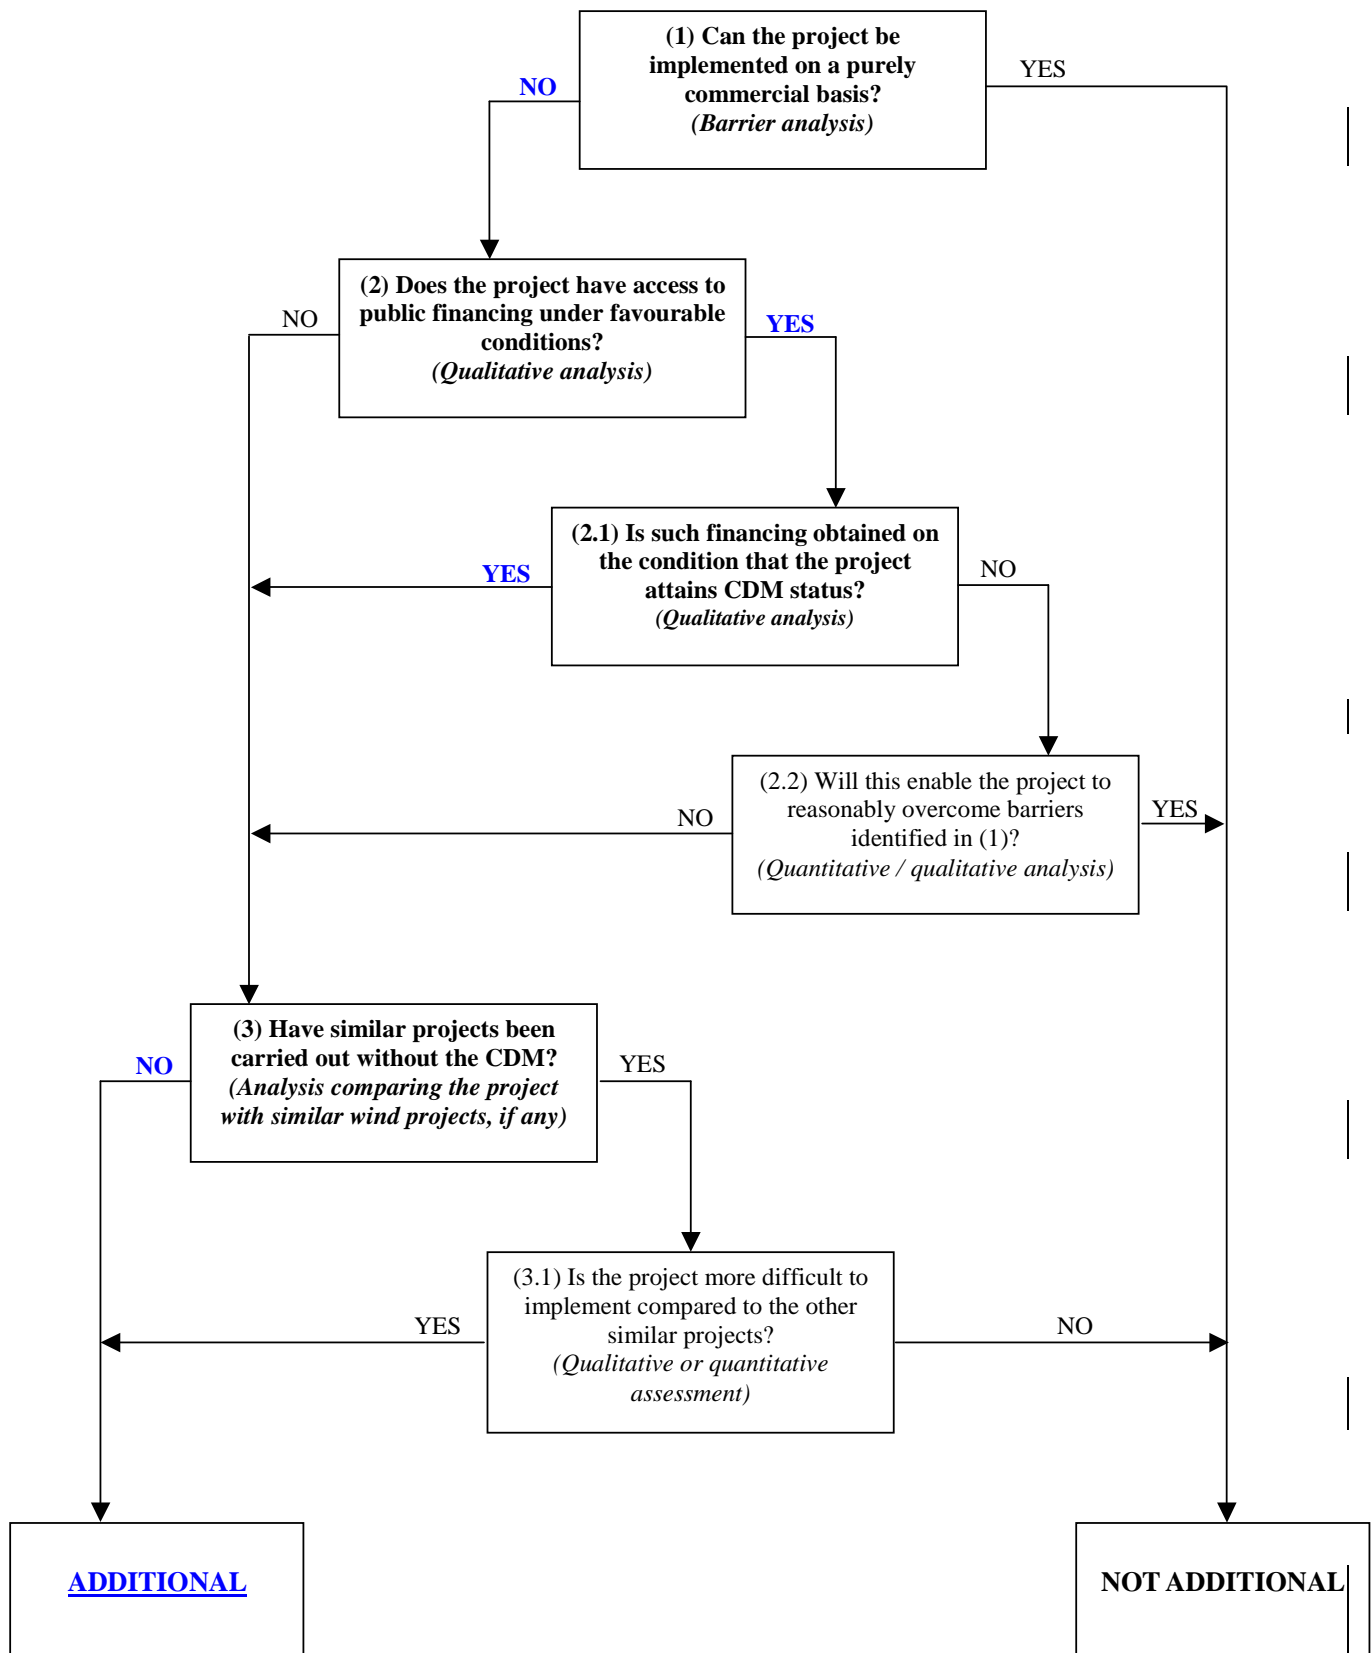 (1) Can the project be
implemented on a purely
commercial basis?
(Barrier analysis)
YES
NO
(2) Does the project have access to
public financing under favourable
conditions?
(Qualitative analysis)
NO
YES
(2.1) Is such financing obtained on
the condition that the project
attains CDM status?
(Qualitative analysis)
YES
NO
(2.2) Will this enable the project to
reasonably overcome barriers
identified in (1)?
(Quantitative / qualitative analysis)
NO
YES
(3) Have similar projects been
carried out without the CDM?
(Analysis comparing the project
with similar wind projects, if any)
NO
YES
(3.1) Is the project more difficult to
implement compared to the other
similar projects?
(Qualitative or quantitative
assessment)
YES
NO
ADDITIONAL
NOT ADDITIONAL